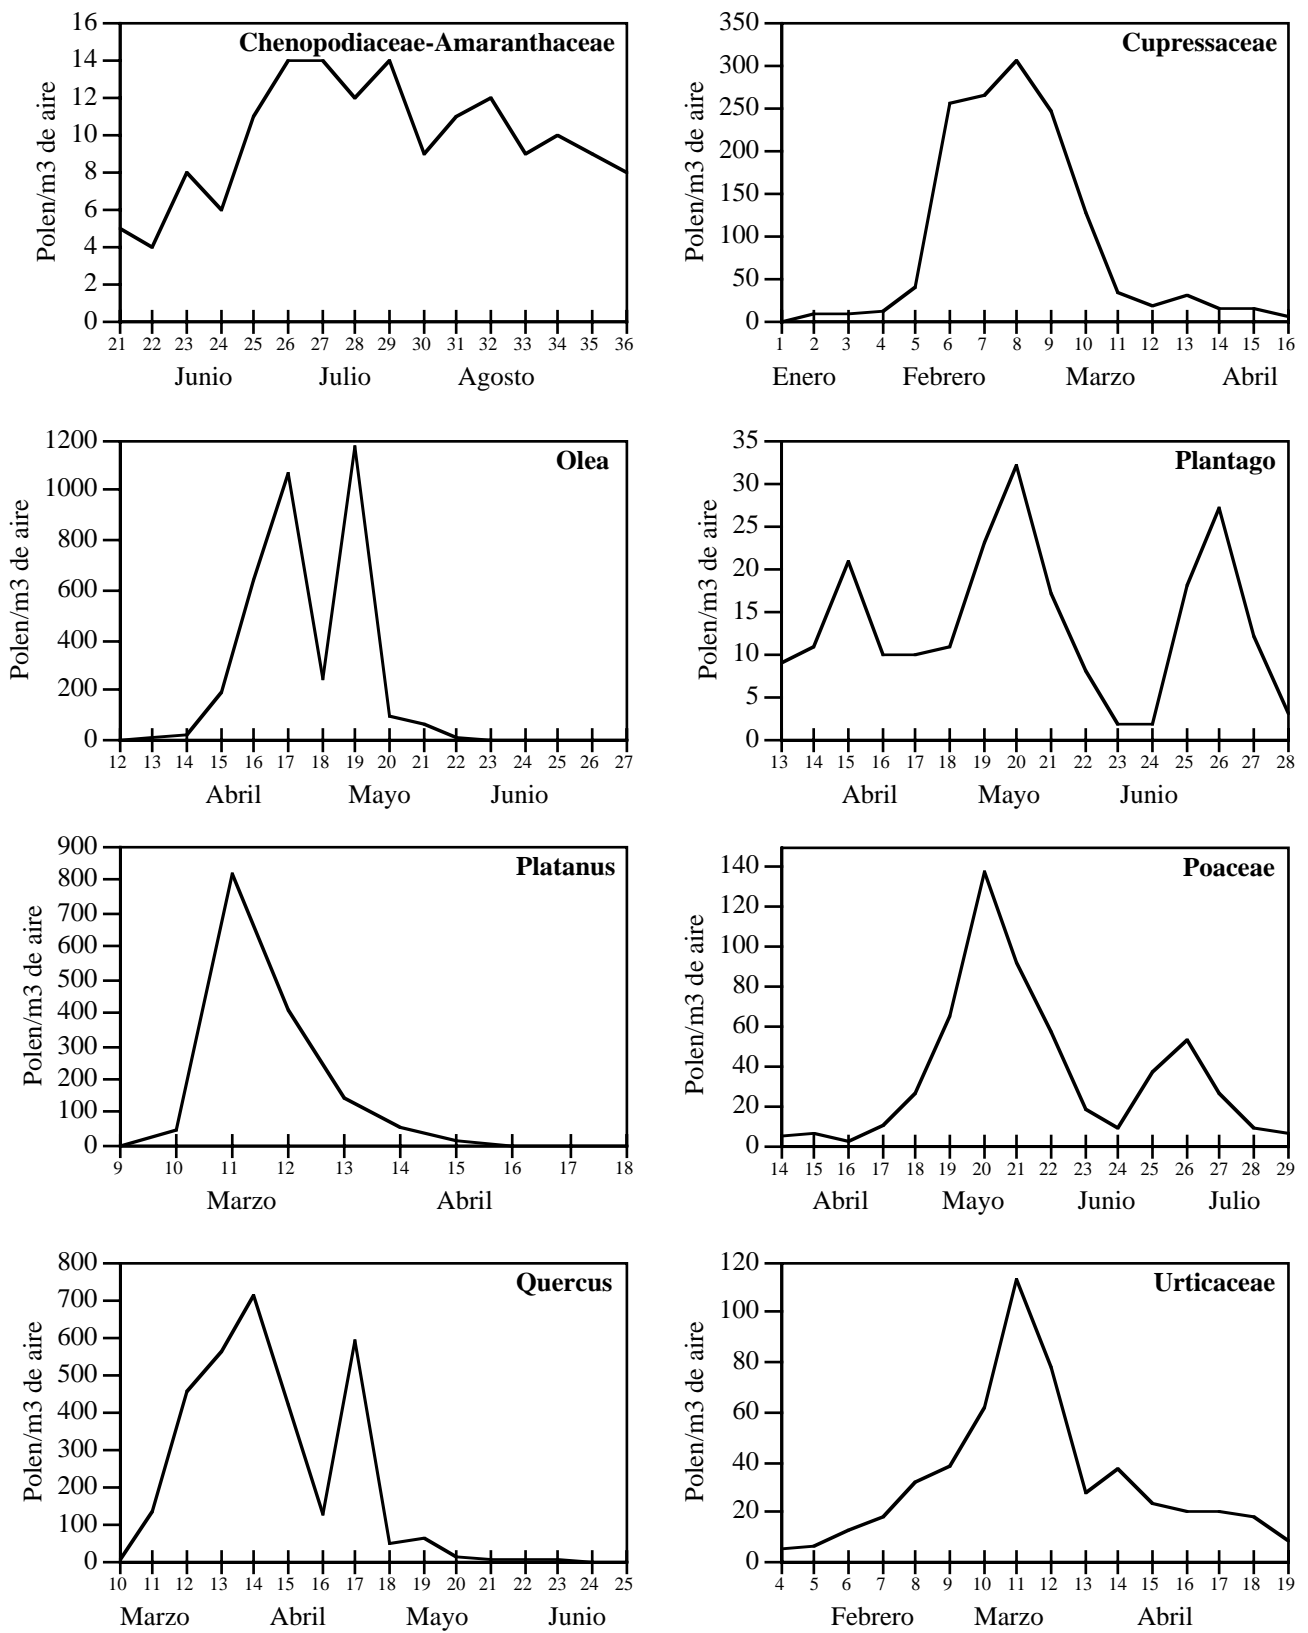 Chenopodiaceae-Amaranthaceae
Polen/m3 de aire
16
14
12
10
8
6
4
2
0
21 22 23 24 25 26 27 28 29 30 31 32 33 34 35 36
Junio Julio Agosto
Cupressaceae
Polen/m3 de aire
350
300
250
200
150
100
50
0
1 2 3 4 5 6 7 8 9 10 11 12 13 14 15 16
Enero Febrero Marzo Abril
Olea
Polen/m3 de aire
1200
1000
800
600
400
200
0
12 13 14 15 16 17 18 19 20 21 22 23 24 25 26 27
Abril Mayo Junio
Plantago
Polen/m3 de aire
35
30
25
20
15
10
5
0
13 14 15 16 17 18 19 20 21 22 23 24 25 26 27 28
Abril Mayo Junio
Platanus
Polen/m3 de aire
900
800
700
600
500
400
300
200
100
0
9 10 11 12 13 14 15 16 17 18
Marzo Abril
Poaceae
Polen/m3 de aire
140
120
100
80
60
40
20
0
14 15 16 17 18 19 20 21 22 23 24 25 26 27 28 29
Abril Mayo Junio Julio
Quercus
Polen/m3 de aire
800
700
600
500
400
300
200
100
0
10 11 12 13 14 15 16 17 18 19 20 21 22 23 24 25
Marzo Abril Mayo Junio
Urticaceae
Polen/m3 de aire
120
100
80
60
40
20
0
4 5 6 7 8 9 10 11 12 13 14 15 16 17 18 19
Febrero Marzo Abril